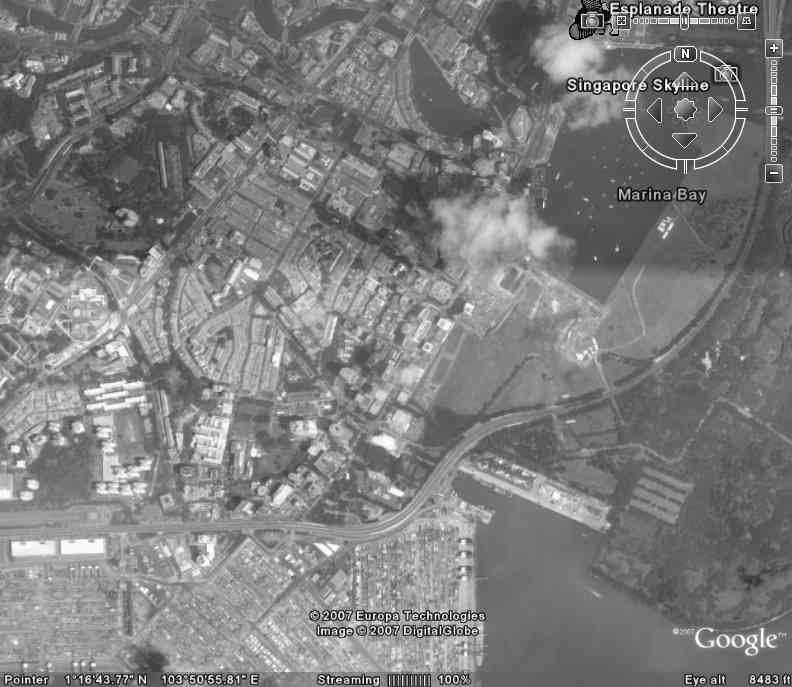 Esplanade Theatre
N
Singapore Skyline
Marina Bay
© 2007 Europa Technologies
Image © 2007 DigitalGlobe
©2007 Google™
Pointer 1°16'43.77" N 103°50'55.81" E Streaming |||||||||| 100% Eye alt 8483 ft